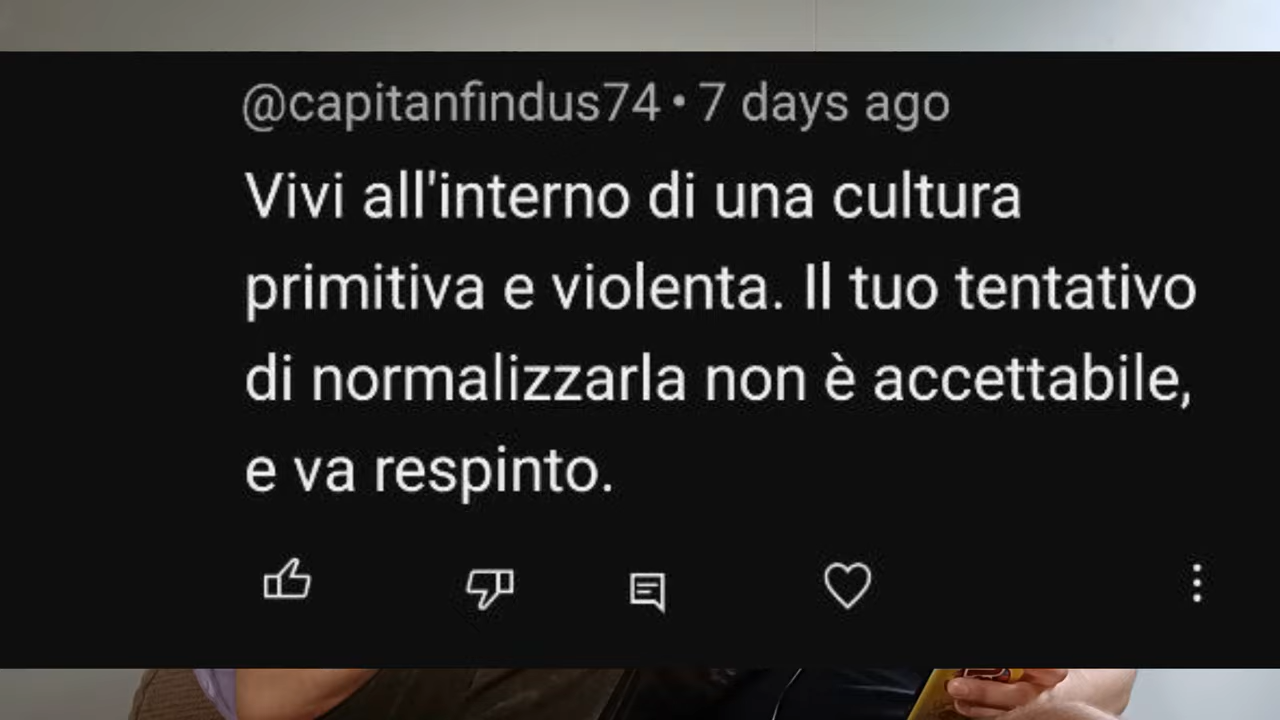 @capitanfindus74 • 7 days ago
Vivi all'interno di una cultura
primitiva e violenta. Il tuo tentativo
di normalizzarla non è accettabile,
e va respinto.